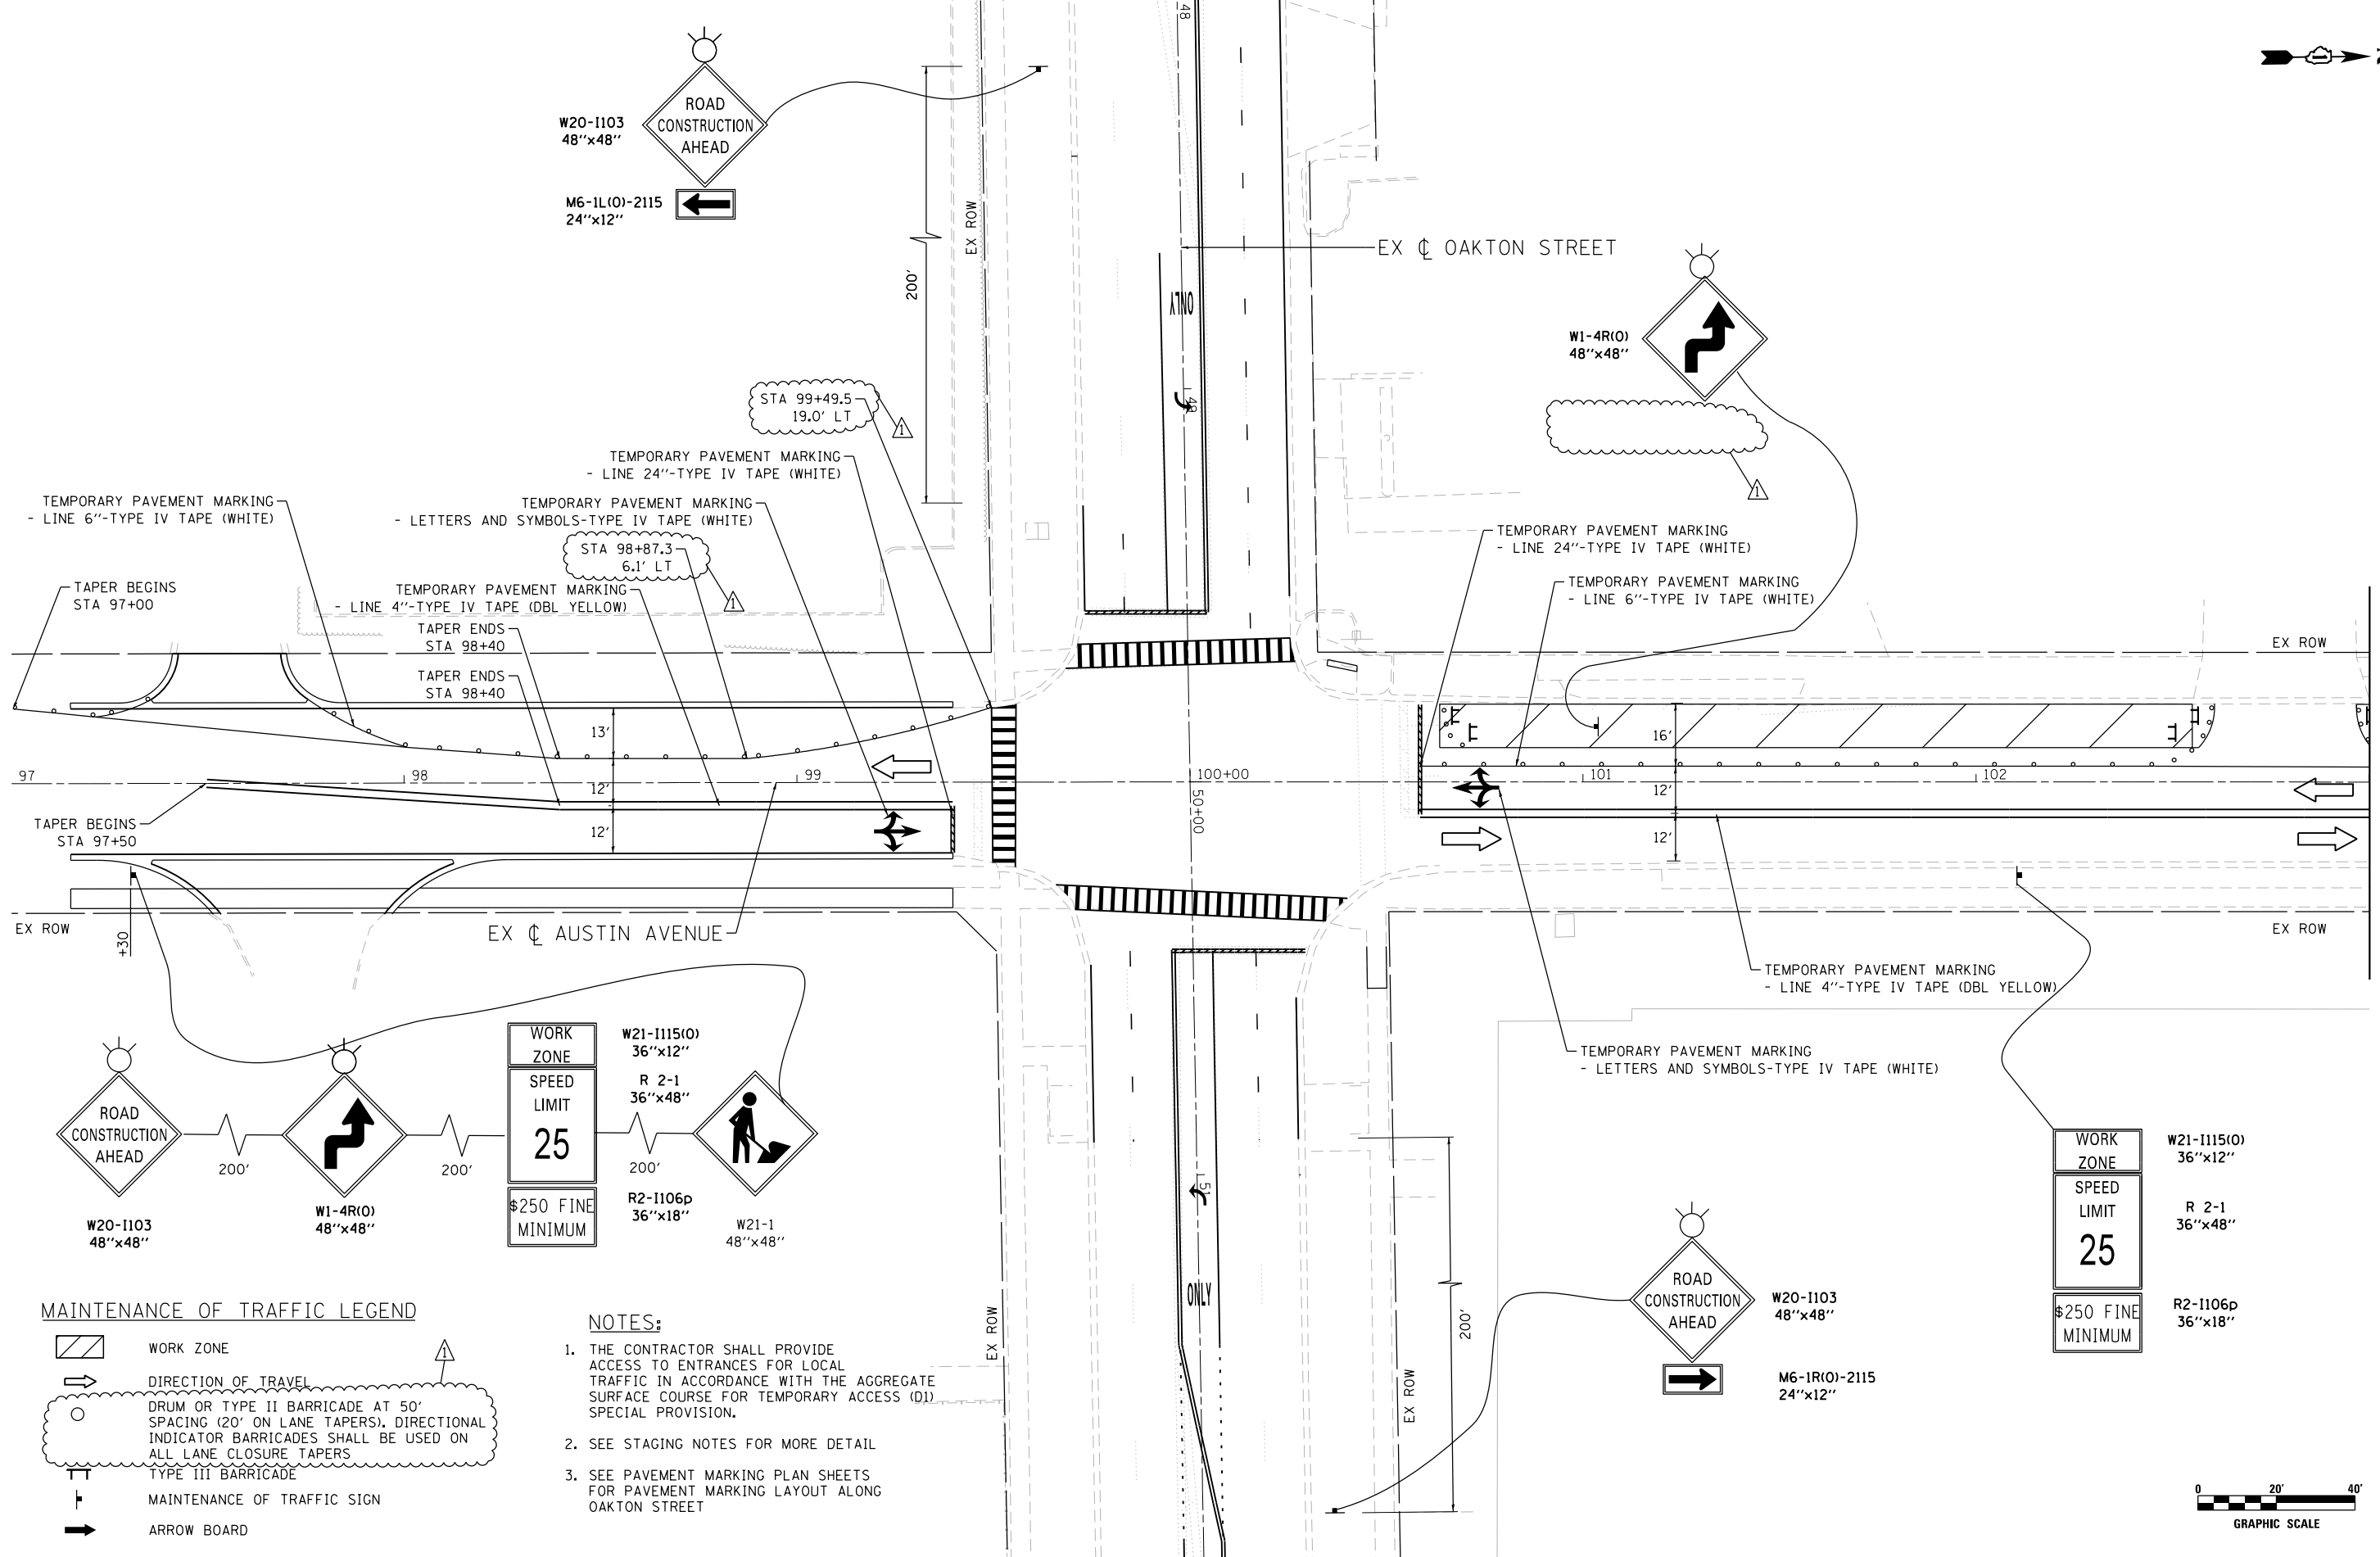 48
ROAD
CONSTRUCTION
AHEAD
W20-I103
48''x48''
M6-1L(O)-2115
24''x12''
200'
EX ROW
EX ℄ OAKTON STREET
ONLY
49
W1-4R(O)
48''x48''
1
STA 99+49.5
19.0' LT
1
TEMPORARY PAVEMENT MARKING
- LINE 24''-TYPE IV TAPE (WHITE)
TEMPORARY PAVEMENT MARKING
- LINE 6''-TYPE IV TAPE (WHITE)
TEMPORARY PAVEMENT MARKING
- LETTERS AND SYMBOLS-TYPE IV TAPE (WHITE)
STA 98+87.3
6.1' LT
1
TAPER BEGINS
STA 97+00
TEMPORARY PAVEMENT MARKING
- LINE 4''-TYPE IV TAPE (DBL YELLOW)
TAPER ENDS
STA 98+40
TAPER ENDS
STA 98+40
TEMPORARY PAVEMENT MARKING
- LINE 24''-TYPE IV TAPE (WHITE)
TEMPORARY PAVEMENT MARKING
- LINE 6''-TYPE IV TAPE (WHITE)
EX ROW
13'
12'
12'
97
98
99
100+00
50+00
101
102
16'
12'
12'
TAPER BEGINS
STA 97+50
EX ROW
+30
EX ℄ AUSTIN AVENUE
EX ROW
TEMPORARY PAVEMENT MARKING
- LINE 4''-TYPE IV TAPE (DBL YELLOW)
TEMPORARY PAVEMENT MARKING
- LETTERS AND SYMBOLS-TYPE IV TAPE (WHITE)
ROAD
CONSTRUCTION
AHEAD
W20-I103
48''x48''
200'
W1-4R(O)
48''x48''
200'
WORK
ZONE
SPEED
LIMIT
25
$250 FINE
MINIMUM
W21-I115(O)
36''x12''
R 2-1
36''x48''
200'
R2-I106p
36''x18''
W21-1
48''x48''
51
ONLY
EX ROW
200'
EX ROW
ROAD
CONSTRUCTION
AHEAD
W20-I103
48''x48''
M6-1R(O)-2115
24''x12''
WORK
ZONE
SPEED
LIMIT
25
$250 FINE
MINIMUM
W21-I115(O)
36''x12''
R 2-1
36''x48''
R2-I106p
36''x18''
MAINTENANCE OF TRAFFIC LEGEND
WORK ZONE
1
DIRECTION OF TRAVEL
DRUM OR TYPE II BARRICADE AT 50'
SPACING (20' ON LANE TAPERS). DIRECTIONAL
INDICATOR BARRICADES SHALL BE USED ON
ALL LANE CLOSURE TAPERS
TYPE III BARRICADE
MAINTENANCE OF TRAFFIC SIGN
ARROW BOARD
NOTES:
1. THE CONTRACTOR SHALL PROVIDE
ACCESS TO ENTRANCES FOR LOCAL
TRAFFIC IN ACCORDANCE WITH THE AGGREGATE
SURFACE COURSE FOR TEMPORARY ACCESS (D1)
SPECIAL PROVISION.
2. SEE STAGING NOTES FOR MORE DETAIL
3. SEE PAVEMENT MARKING PLAN SHEETS
FOR PAVEMENT MARKING LAYOUT ALONG
OAKTON STREET
0 20' 40'
GRAPHIC SCALE